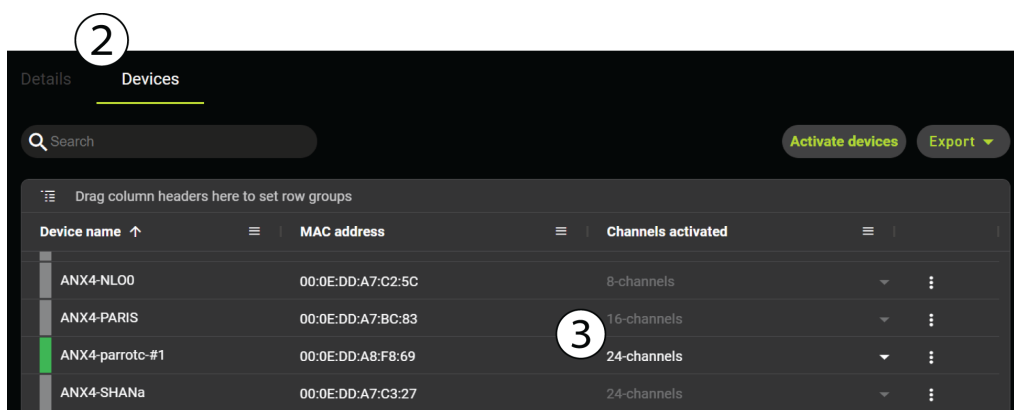 2
Details Devices
Search Activate devices Export
Drag column headers here to set row groups
Device name MAC address Channels activated
ANX4-NLO0 00:0E:DD:A7:C2:5C 8-channels
ANX4-PARIS 00:0E:DD:A7:BC:83 16-channels
3
ANX4-parrotc-#1 00:0E:DD:A8:F8:69 24-channels
ANX4-SHANa 00:0E:DD:A7:C3:27 24-channels